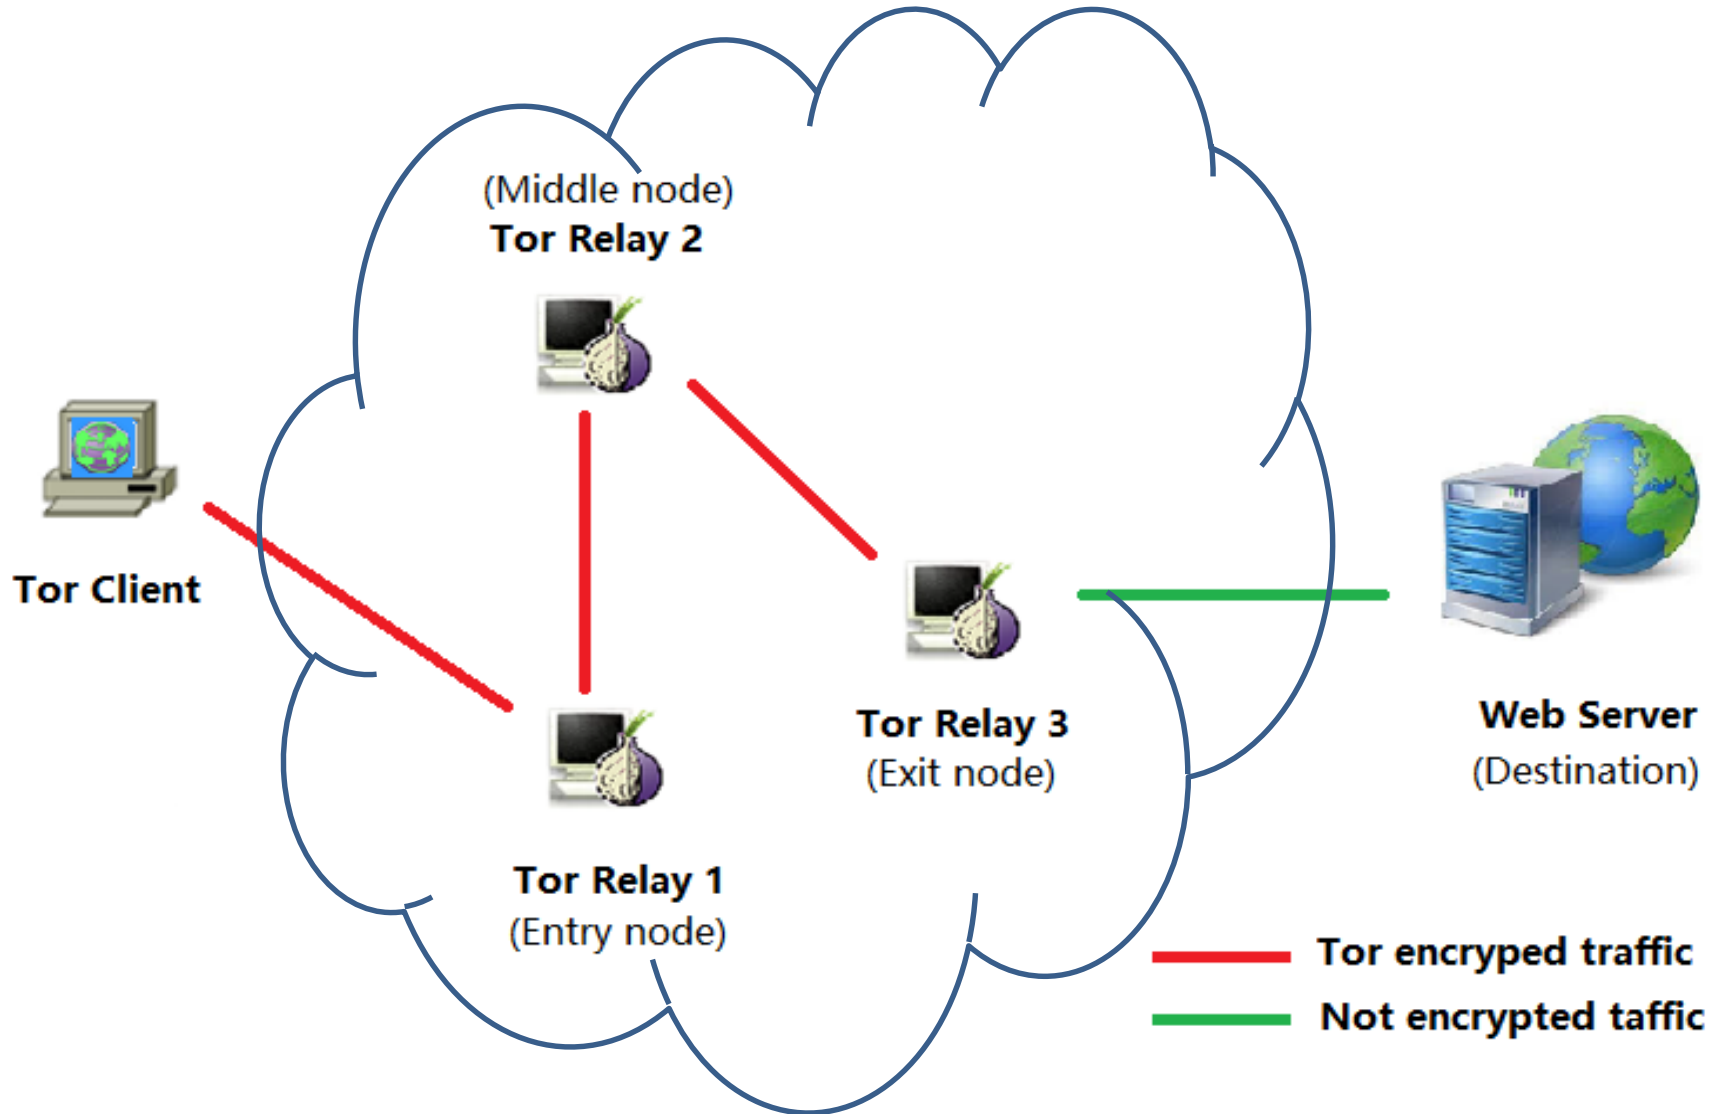 (Middle node)
Tor Relay 2
Tor Client
Tor Relay 3
(Exit node)
Web Server
(Destination)
Tor Relay 1
(Entry node)
Tor encryped traffic
Not encrypted taffic